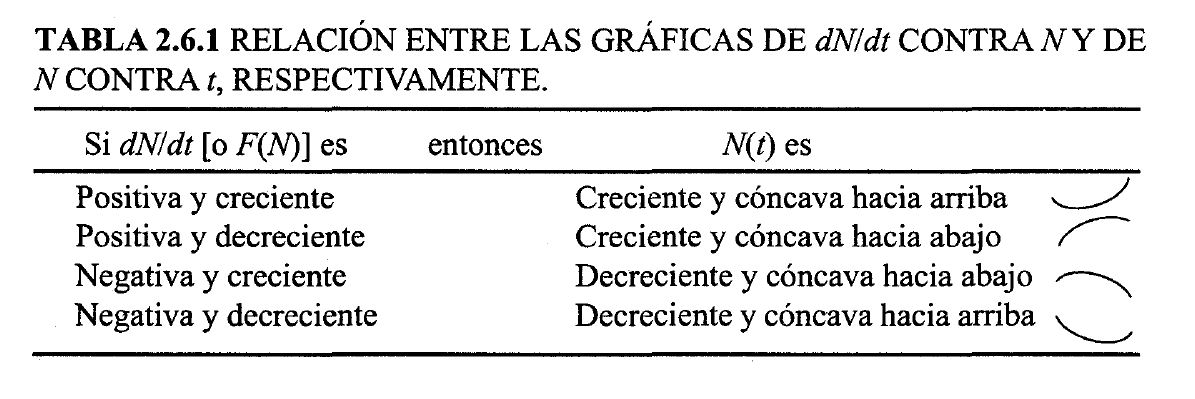 TABLA 2.6.1 RELACIÓN ENTRE LAS GRÁFICAS DE dN/dt CONTRA N Y DE
N CONTRA t, RESPECTIVAMENTE.
Si dN/dt [o F(N)] es entonces N(t) es
Positiva y creciente Creciente y cóncava hacia arriba
Positiva y decreciente Creciente y cóncava hacia abajo
Negativa y creciente Decreciente y cóncava hacia abajo
Negativa y decreciente Decreciente y cóncava hacia arriba